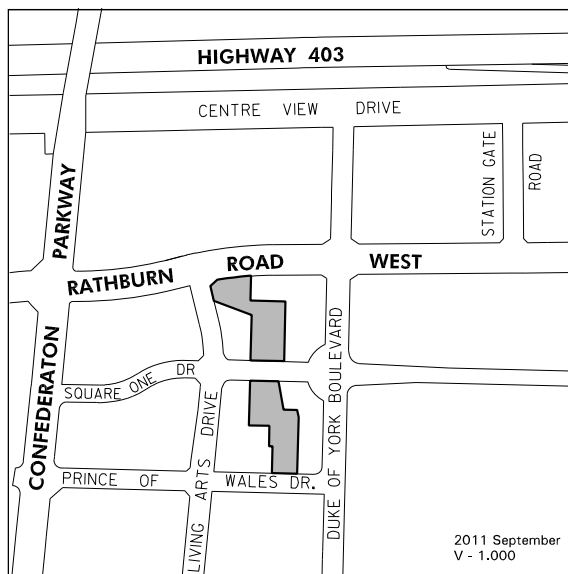 HIGHWAY 403
CENTRE VIEW DRIVE
STATION GATE ROAD
CONFEDERATON PARKWAY
RATHBURN ROAD WEST
SQUARE ONE DR
LIVING ARTS DRIVE
DUKE OF YORK BOULEVARD
PRINCE OF WALES DR.
2011 September
V - 1.000